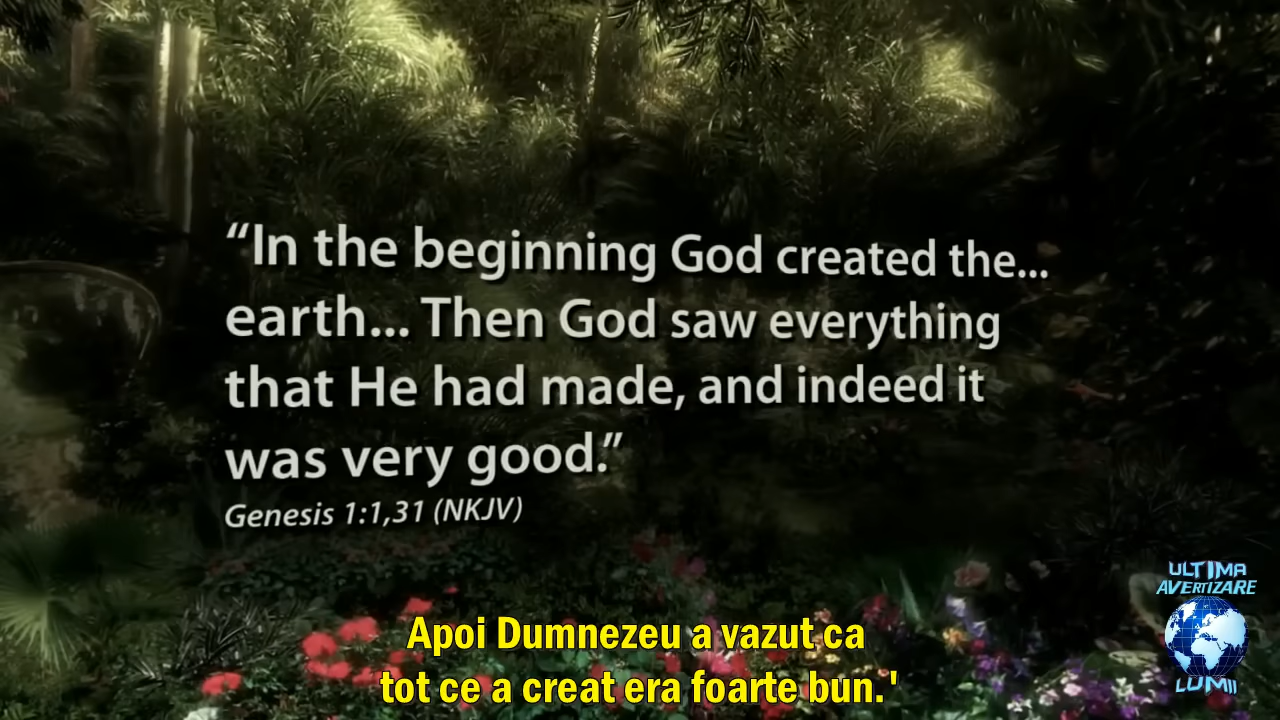 “In the beginning God created the...
earth... Then God saw everything
that He had made, and indeed it
was very good.”
Genesis 1:1,31 (NKJV)
Apoi Dumnezeu a vazut ca
tot ce a creat era foarte bun.'
ULTIMA
AVERTIZARE
LUMII